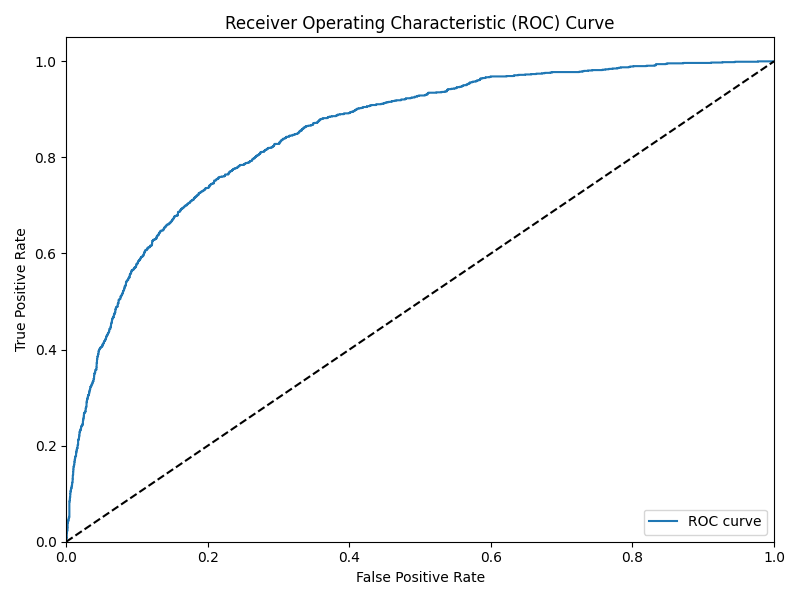 Receiver Operating Characteristic (ROC) Curve
True Positive Rate
1.0
0.8
0.6
0.4
0.2
0.0
ROC curve
0.0 0.2 0.4 0.6 0.8 1.0
False Positive Rate